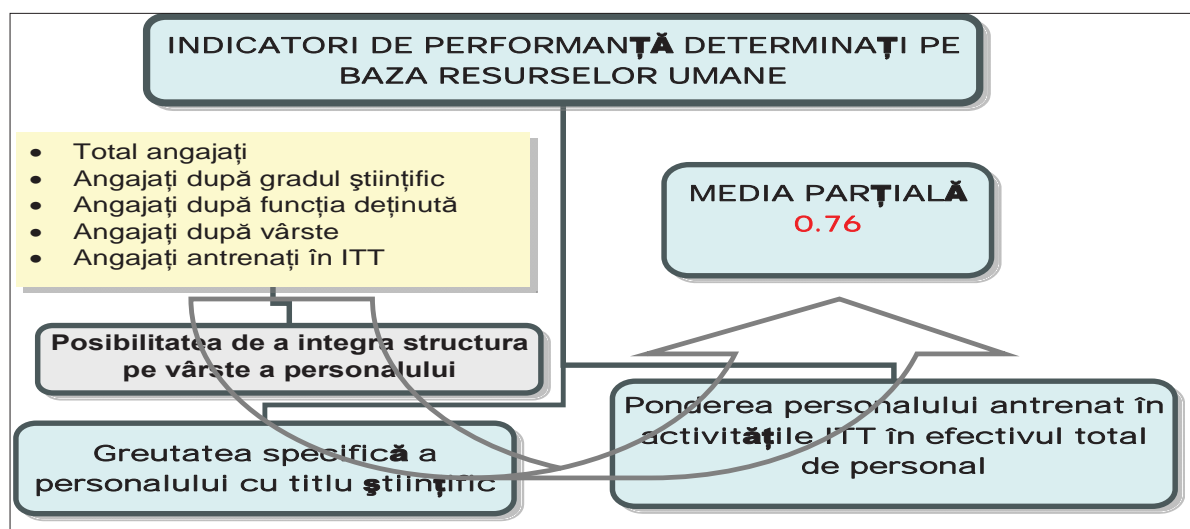 INDICATORI DE PERFORMANȚĂ DETERMINAȚI PE
BAZA RESURSELOR UMANE
• Total angajați
• Angajați după gradul ştiințific
• Angajați după funcția deținută
• Angajați după vârste
• Angajați antrenați în ITT
MEDIA PARȚIALĂ
0.76
Posibilitatea de a integra structura
pe vârste a personalului
Greutatea specifică a
personalului cu titlu ştiințific
Ponderea personalului antrenat în
activitățile ITT în efectivul total
de personal